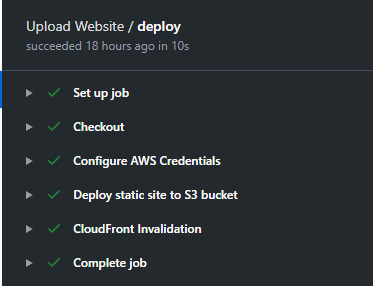 Upload Website / deploy
succeeded 18 hours ago in 10s
Set up job
Checkout
Configure AWS Credentials
Deploy static site to S3 bucket
CloudFront Invalidation
Complete job